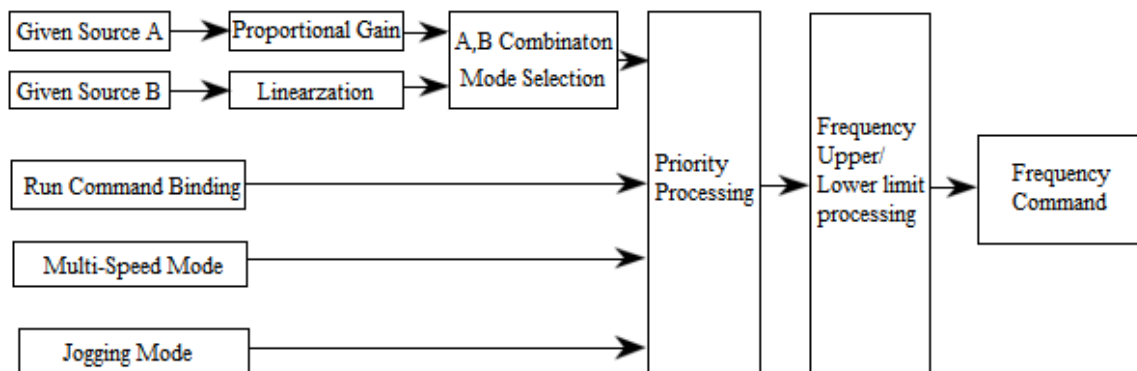 Given Source A
Proportional Gain
A,B Combinaton
Mode Selection
Given Source B
Linearzation
Run Command Binding
Multi-Speed Mode
Jogging Mode
Priority
Processing
Frequency
Upper/
Lower limit
processing
Frequency
Command